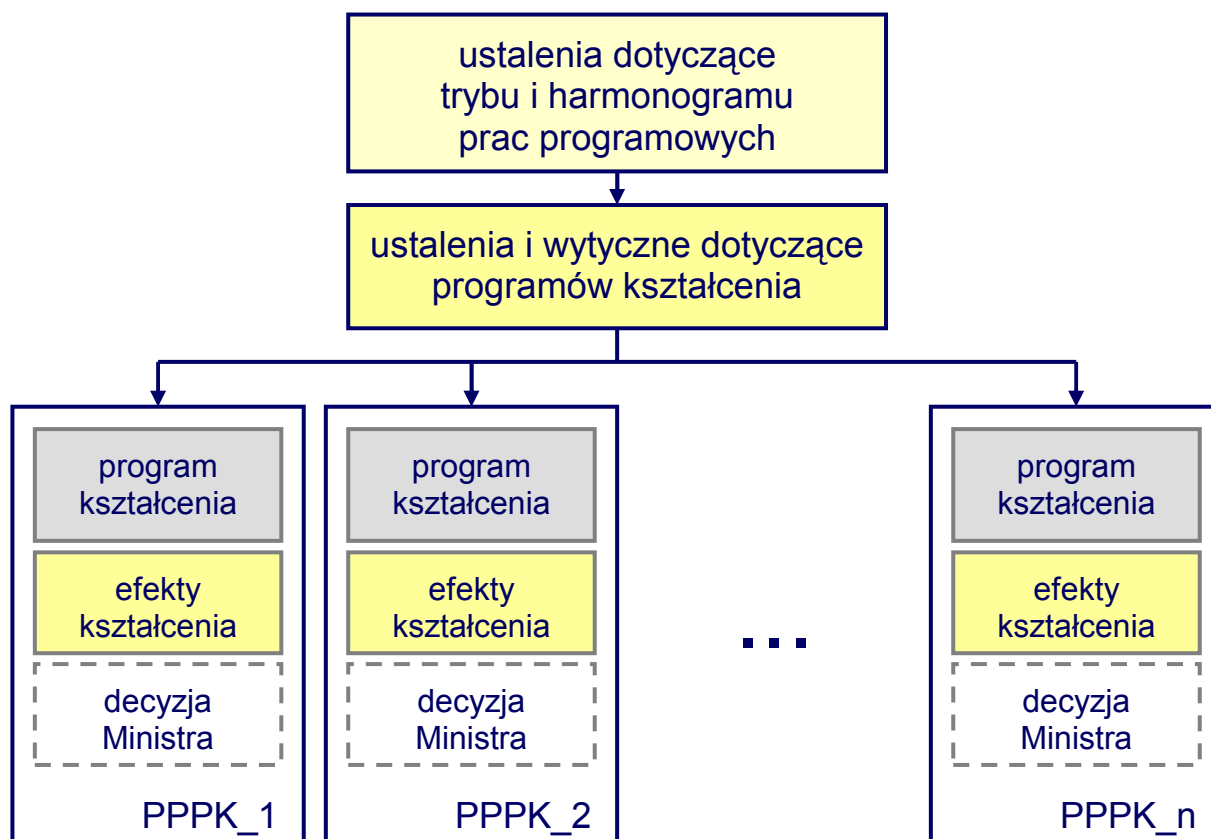 ustalenia dotyczące
trybu i harmonogramu
prac programowych
ustalenia i wytyczne dotyczące
programów kształcenia
program
kształcenia
efekty
kształcenia
decyzja
Ministra
PPPK_1
program
kształcenia
efekty
kształcenia
decyzja
Ministra
PPPK_2
...
program
kształcenia
efekty
kształcenia
decyzja
Ministra
PPPK_n